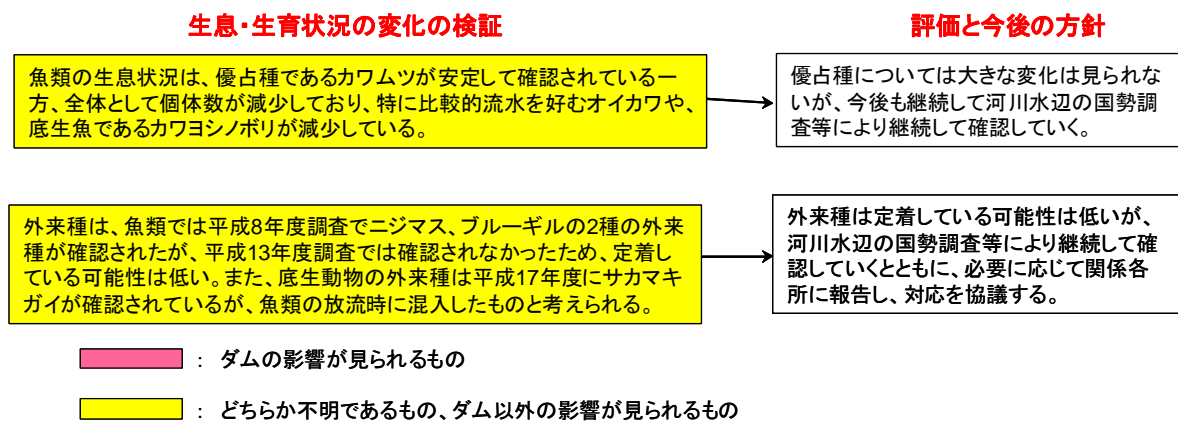 生息・生育状況の変化の検証
評価と今後の方針
魚類の生息状況は、優占種であるカワムツが安定して確認されている一
方、全体として個体数が減少しており、特に比較的流水を好むオイカワや、
底生魚であるカワヨシノボリが減少している。
優占種については大きな変化は見られな
いが、今後も継続して河川水辺の国勢調
査等により継続して確認していく。
外来種は、魚類では平成8年度調査でニジマス、ブルーギルの2種の外来
種が確認されたが、平成13年度調査では確認されなかったため、定着し
ている可能性は低い。また、底生動物の外来種は平成17年度にサカマキ
ガイが確認されているが、魚類の放流時に混入したものと考えられる。
外来種は定着している可能性は低いが、
河川水辺の国勢調査等により継続して確
認していくとともに、必要に応じて関係各
所に報告し、対応を協議する。
： ダムの影響が見られるもの
： どちらか不明であるもの、ダム以外の影響が見られるもの